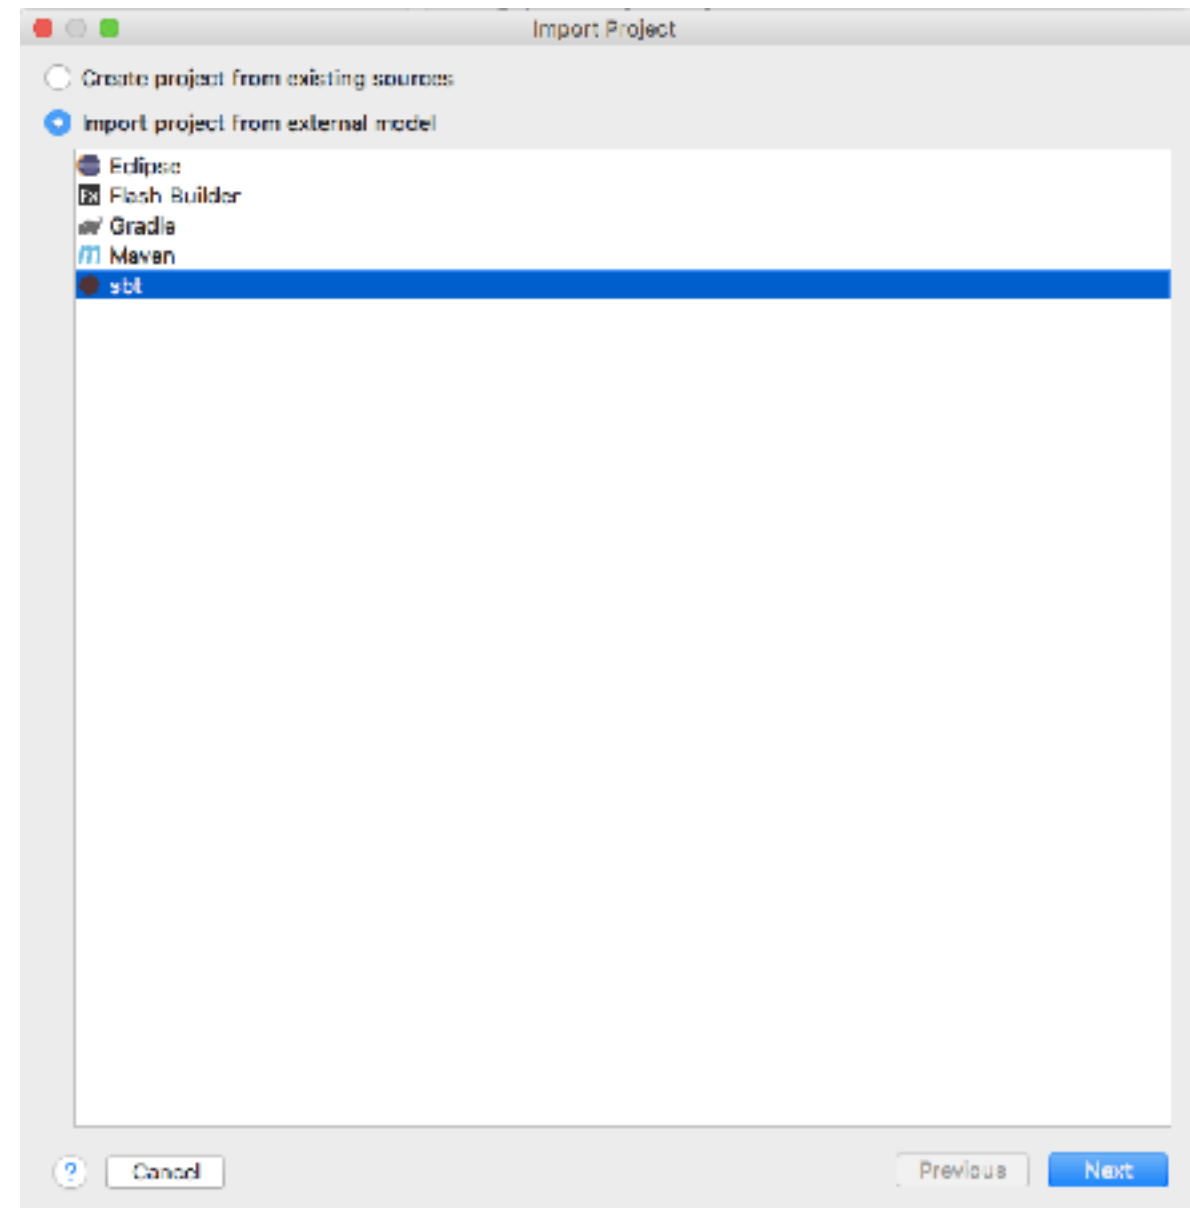 Import Project
Create project from existing sources
Import project from external model
Eclipse
Fx Flash Builder
Gradle
m Maven
sbt
? Cancel Previous Next